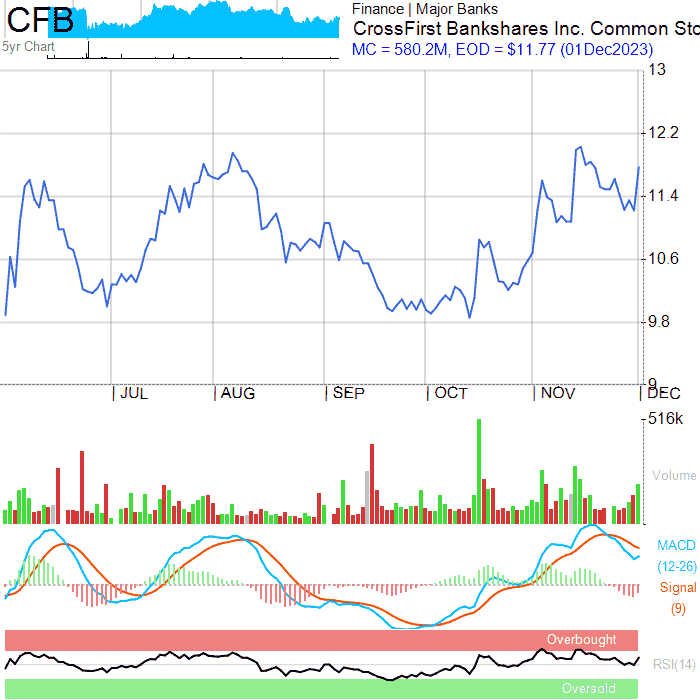 CFB
5yr Chart
Finance | Major Banks
CrossFirst Bankshares Inc. Common Sto
MC = 580.2M, EOD = $11.77 (01Dec2023)
13
12.2
11.4
10.6
9.8
9
JUL AUG SEP OCT NOV DEC
516k
Volume
MACD
(12-26)
Signal
(9)
Overbought
RSI(14)
Oversold